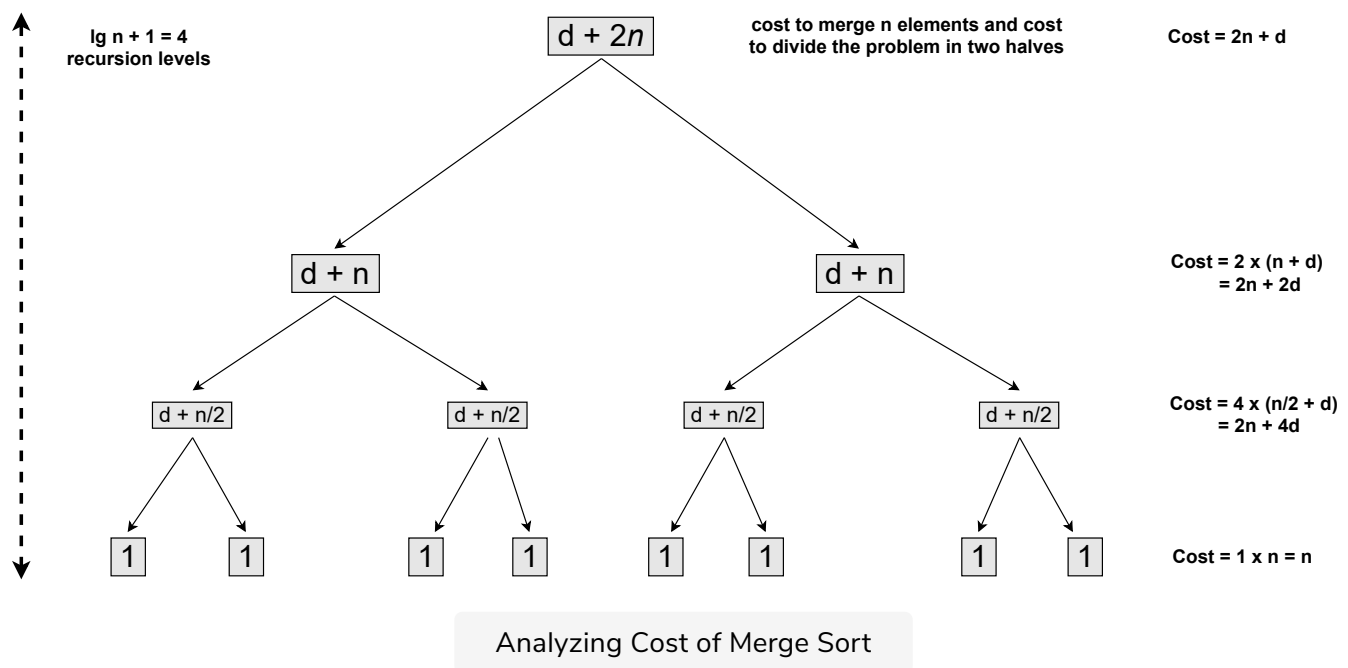 lg n + 1 = 4
recursion levels
d + 2n
cost to merge n elements and cost
to divide the problem in two halves
Cost = 2n + d
d + n
d + n
Cost = 2 x (n + d)
= 2n + 2d
d + n/2
d + n/2
d + n/2
d + n/2
Cost = 4 x (n/2 + d)
= 2n + 4d
1
1
1
1
1
1
1
1
Cost = 1 x n = n
Analyzing Cost of Merge Sort